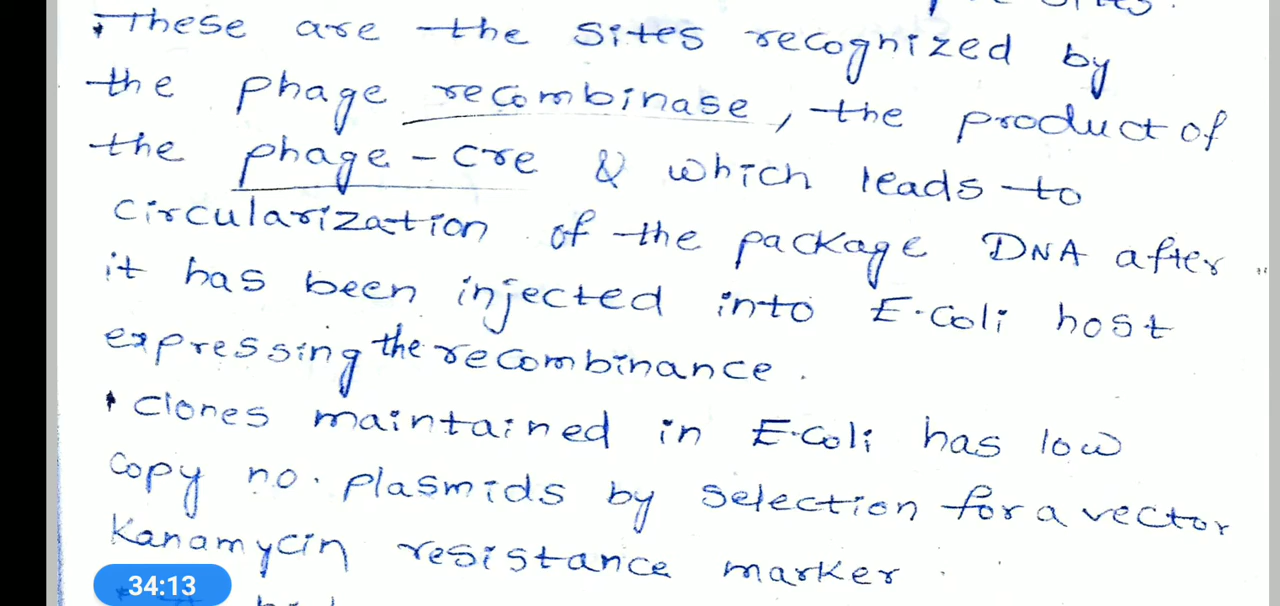 These are the sites recognized by
the phage recombinase, the product of
the phage - cre & which leads to
circularization of the package DNA after
it has been injected into E.coli host
expressing the recombinance.
Clones maintained in E.coli has low
copy no. plasmids by selection for a vector
Kanamycin resistance marker.
34:13